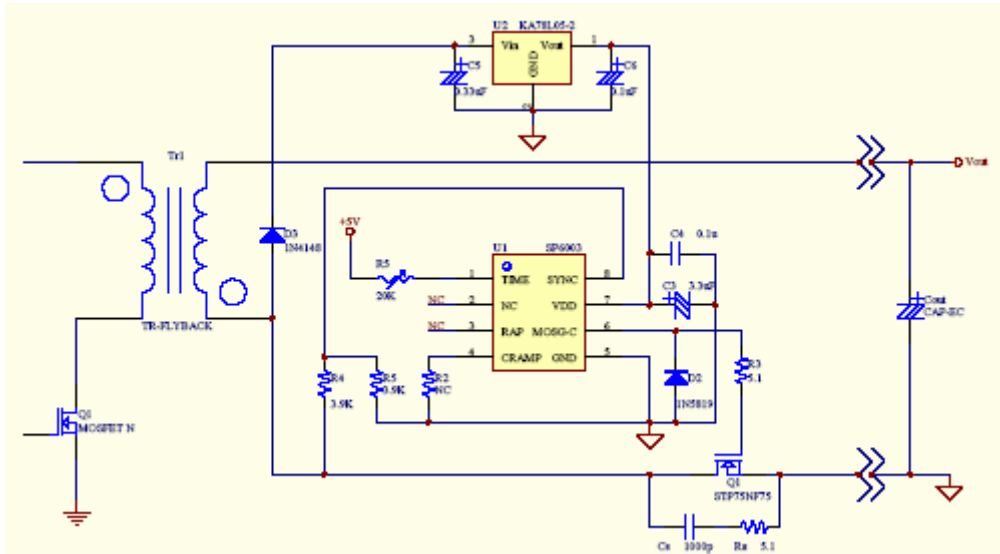 U2 KA78L05-2
3 Vin Vout 1
GND
C5
0.33uF
C6
0.1uF
Tr1
TR-FLYBACK
Vout
D3
1N4148
+5V
R5
20K
U1 SP6003
1 TIME SYNC 8
2 NC VDD 7
3 RAP MOSG-C 6
4 CRAMP GND 5
NC
NC
C4 0.1u
C3 3.3uF
Cout
CAP-EC
R4
3.9K
R5
0.9K
R2
NC
D2
1N5819
R3
5.1
Q1
MOSFET N
Q1
STP75NF75
Cs 1000p Rs 5.1